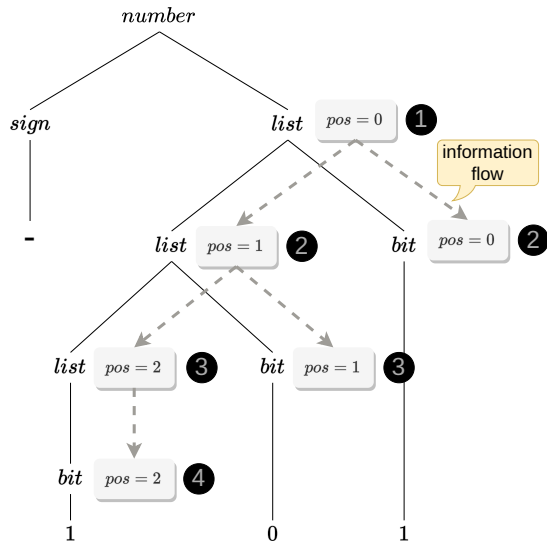 number
sign
list
pos = 0
1
information
flow
-
list
pos = 1
2
bit
pos = 0
2
list
pos = 2
3
bit
pos = 1
3
bit
pos = 2
4
1
0
1